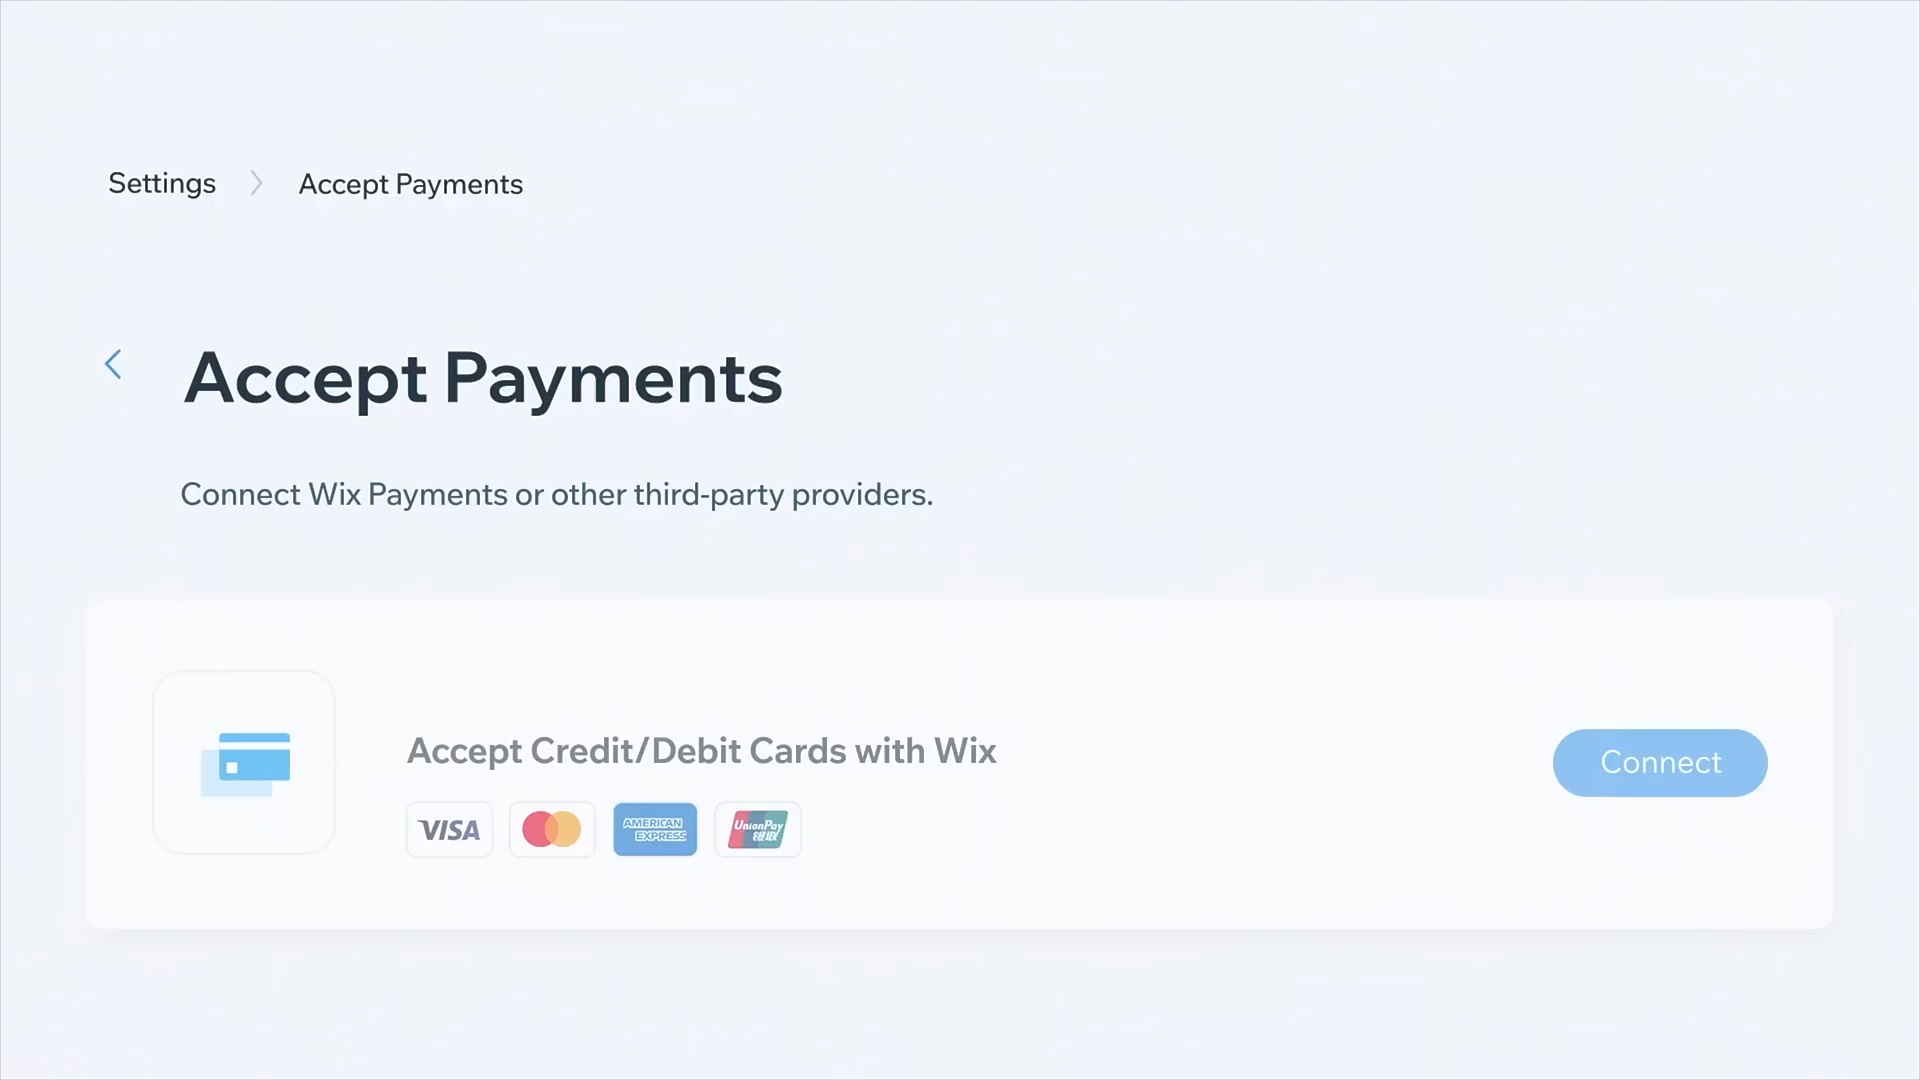 Settings
Accept Payments
Accept Payments
Connect Wix Payments or other third-party providers.
Accept Credit/Debit Cards with Wix
Connect
VISA
AMERICAN
EXPRESS
UnionPay
银联